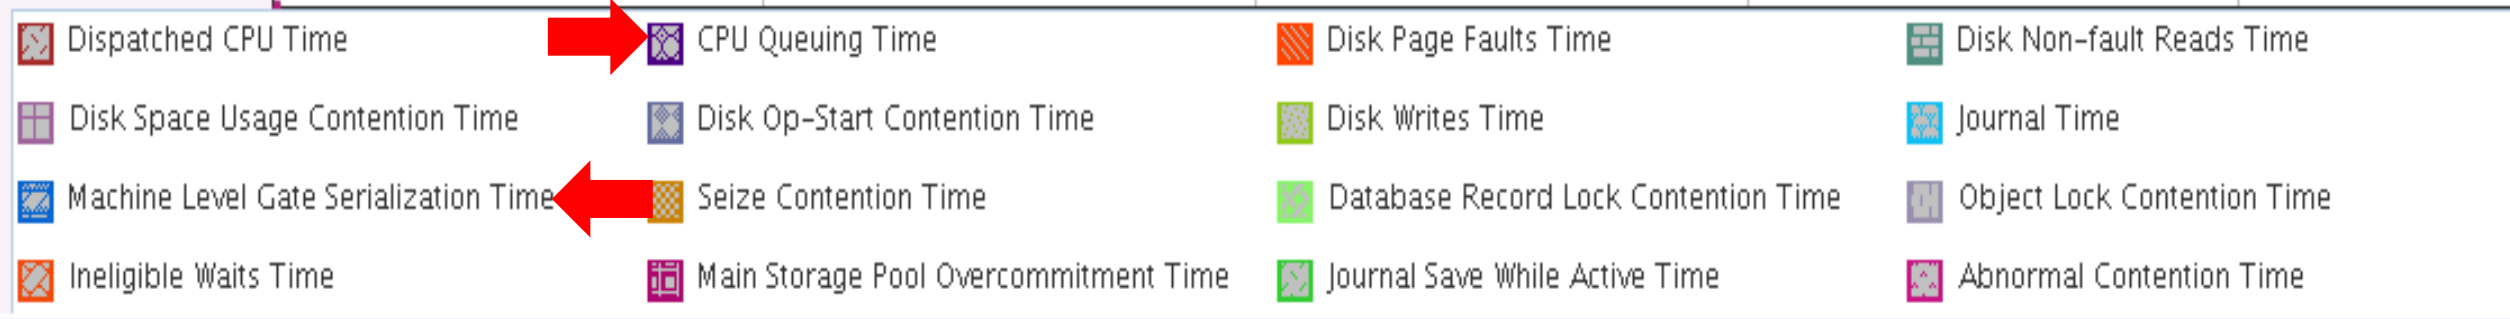 Dispatched CPU Time CPU Queuing Time Disk Page Faults Time Disk Non-fault Reads Time
Disk Space Usage Contention Time Disk Op-Start Contention Time Disk Writes Time Journal Time
Machine Level Gate Serialization Time Seize Contention Time Database Record Lock Contention Time Object Lock Contention Time
Ineligible Waits Time Main Storage Pool Overcommitment Time Journal Save While Active Time Abnormal Contention Time